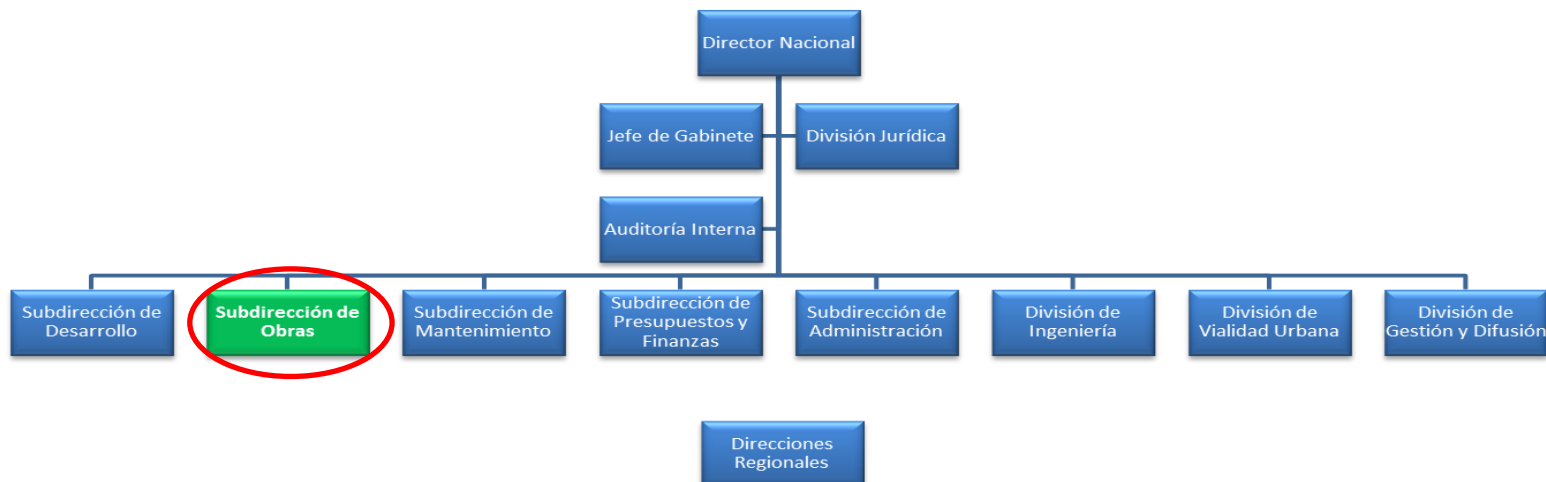 Director Nacional
Jefe de Gabinete
División Jurídica
Auditoría Interna
Subdirección de
Desarrollo
Subdirección de
Obras
Subdirección de
Mantenimiento
Subdirección de
Presupuestos y
Finanzas
Subdirección de
Administración
División de
Ingeniería
División de
Vialidad Urbana
División de
Gestión y Difusión
Direcciones
Regionales